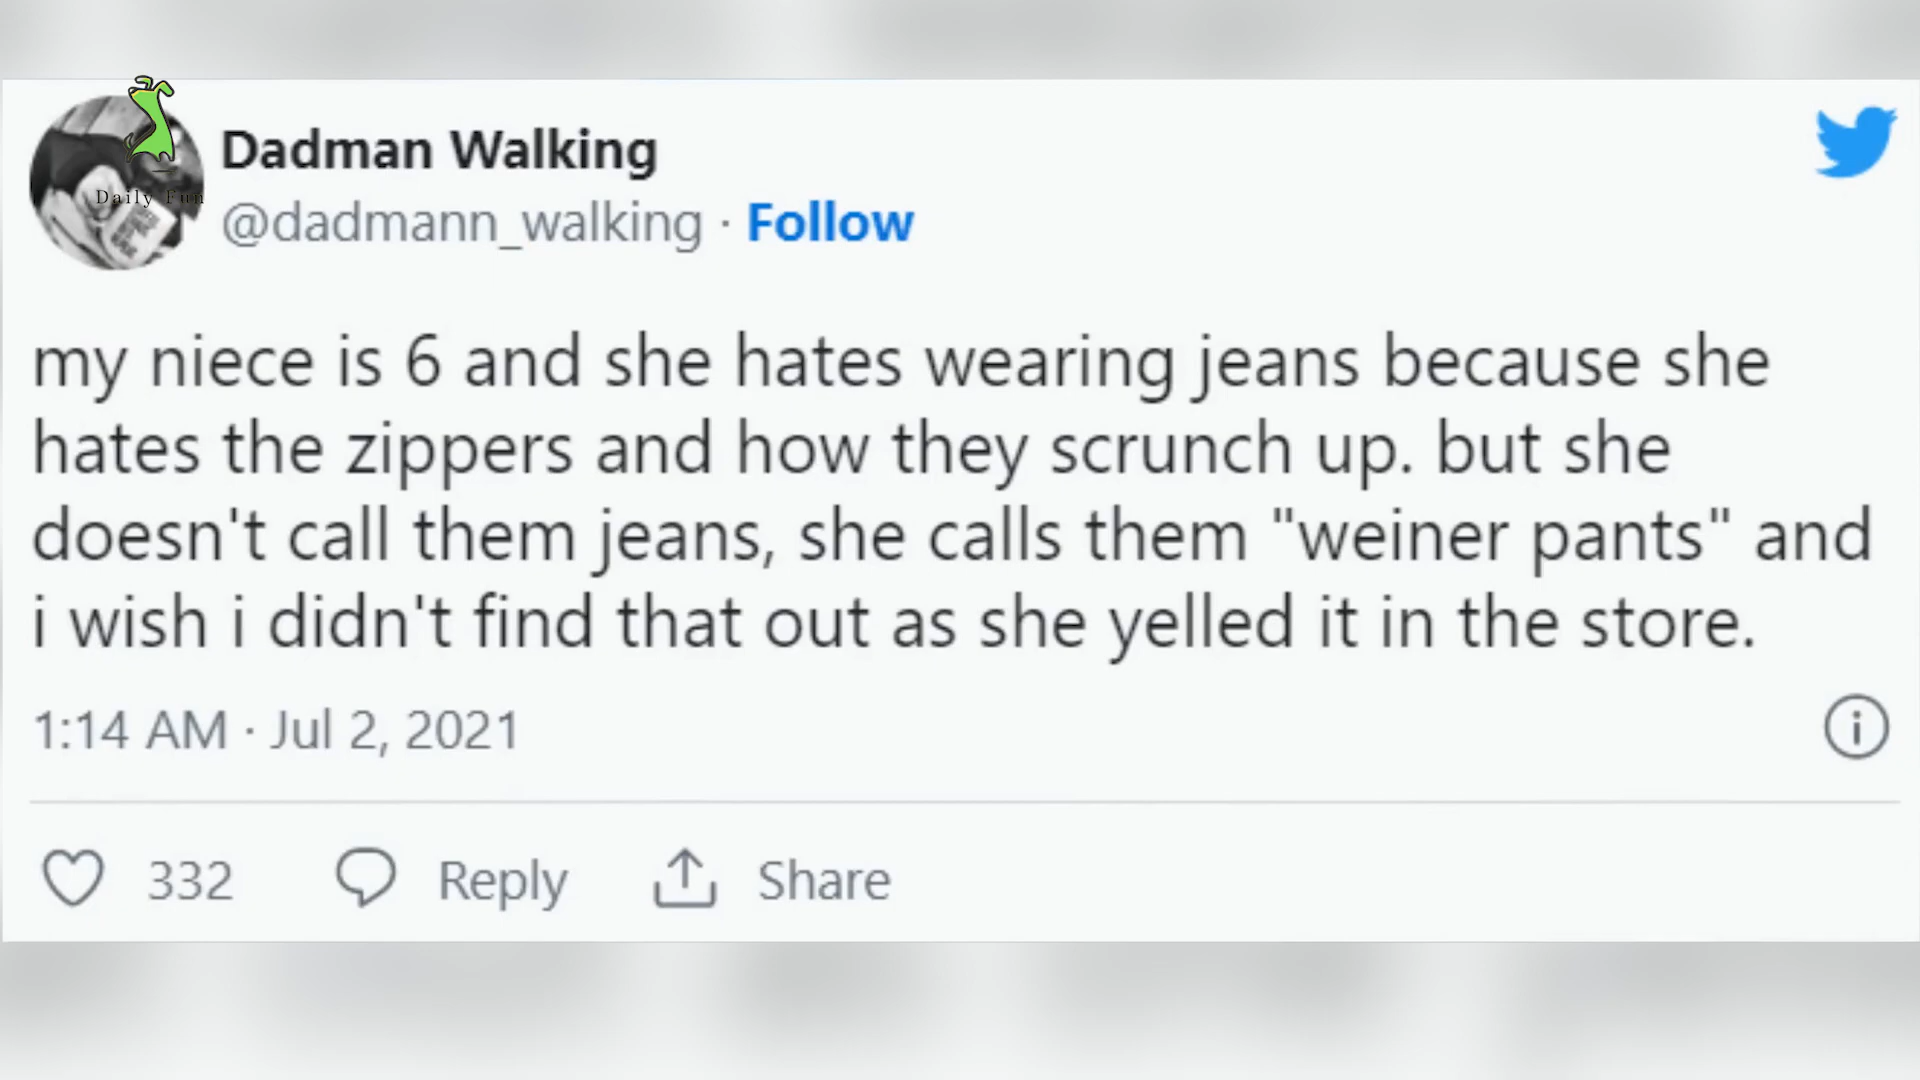 Daily Fun
Dadman Walking
@dadmann_walking · Follow
my niece is 6 and she hates wearing jeans because she
hates the zippers and how they scrunch up. but she
doesn't call them jeans, she calls them "weiner pants" and
i wish i didn't find that out as she yelled it in the store.
1:14 AM · Jul 2, 2021
332 Reply Share